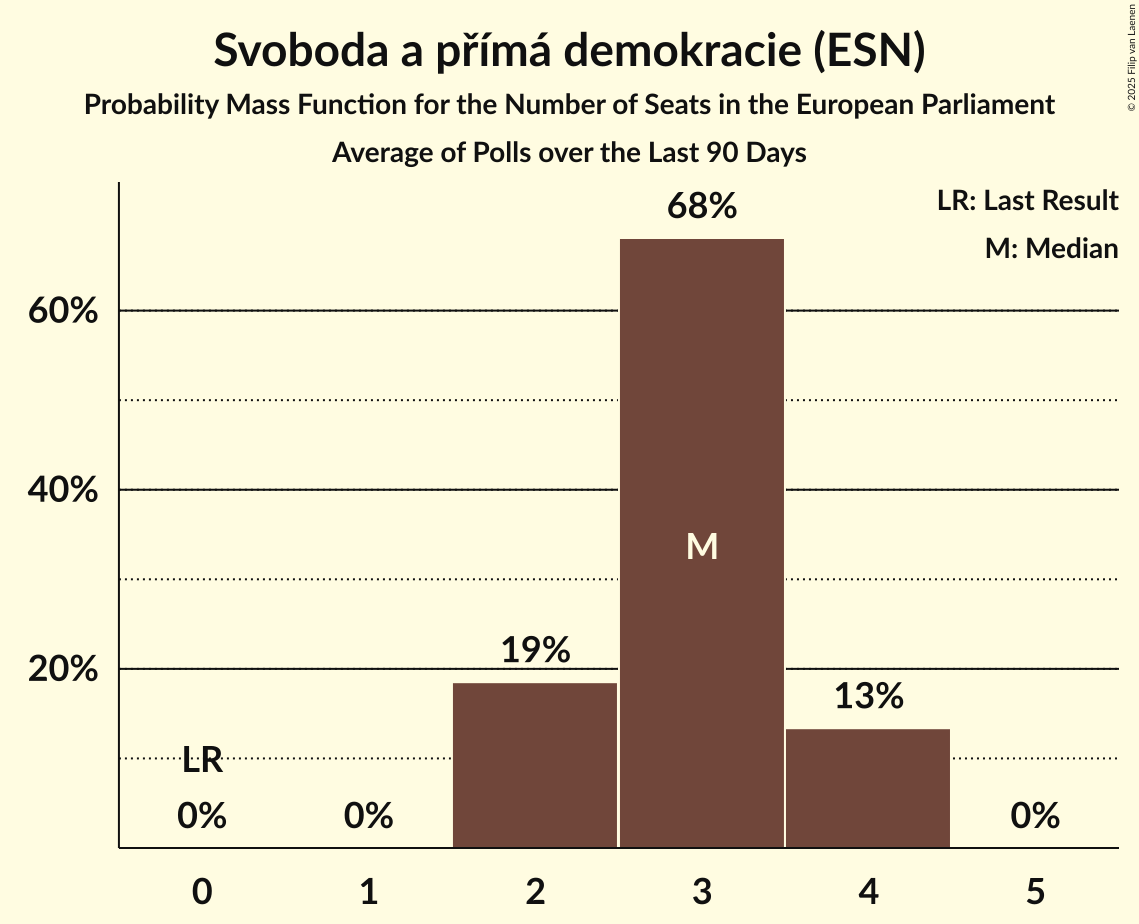 Svoboda a přímá demokracie (ESN)
Probability Mass Function for the Number of Seats in the European Parliament
Average of Polls over the Last 90 Days
© 2025 Filip van Laenen
LR: Last Result
M: Median
68%
60%
40%
M
19%
20%
13%
LR
0%
0%
0%
0
1
2
3
4
5